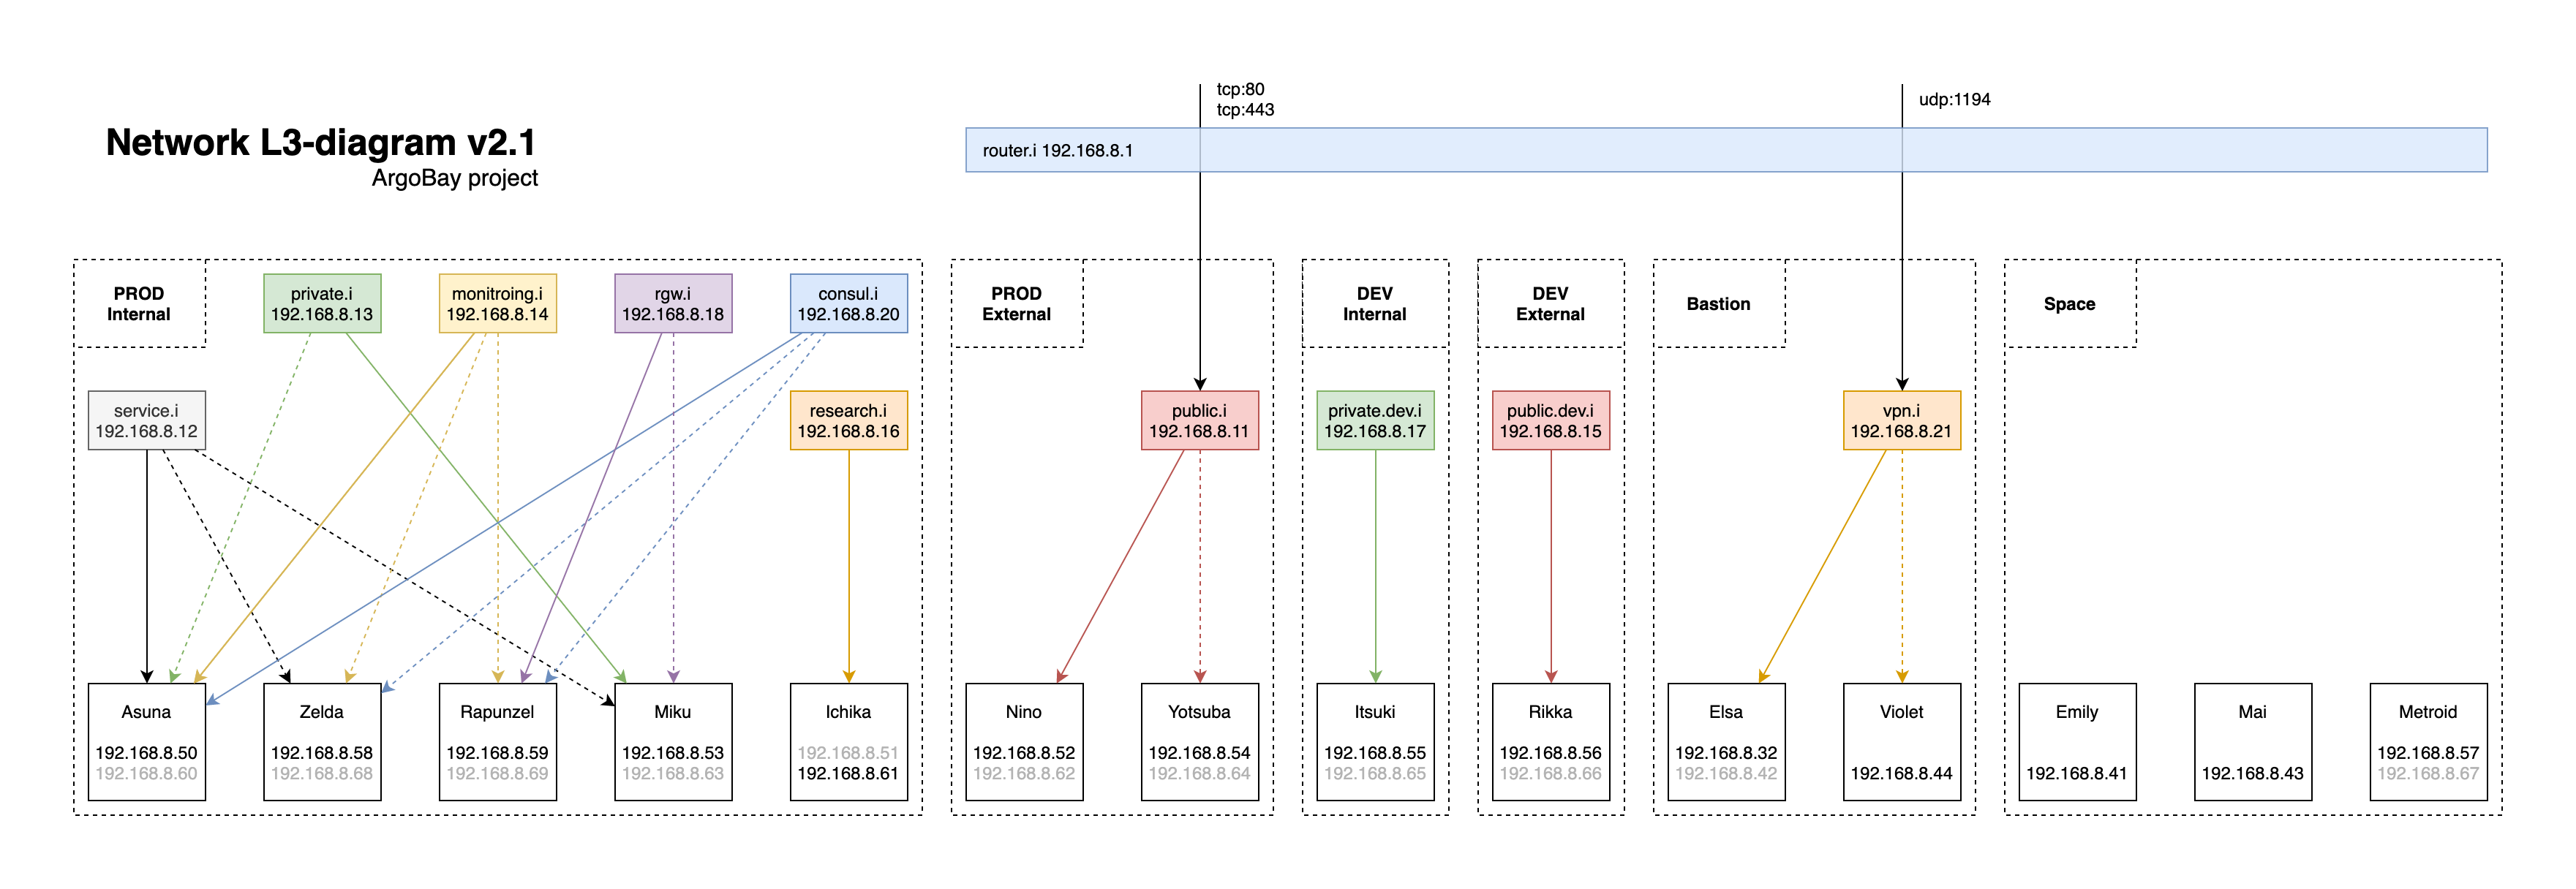 tcp:80
tcp:443
udp:1194
Network L3-diagram v2.1
ArgoBay project
router.i 192.168.8.1
PROD
Internal
private.i
192.168.8.13
monitroing.i
192.168.8.14
rgw.i
192.168.8.18
consul.i
192.168.8.20
PROD
External
DEV
Internal
DEV
External
Bastion
Space
service.i
192.168.8.12
research.i
192.168.8.16
public.i
192.168.8.11
private.dev.i
192.168.8.17
public.dev.i
192.168.8.15
vpn.i
192.168.8.21
Asuna
192.168.8.50
192.168.8.60
Zelda
192.168.8.58
192.168.8.68
Rapunzel
192.168.8.59
192.168.8.69
Miku
192.168.8.53
192.168.8.63
Ichika
192.168.8.51
192.168.8.61
Nino
192.168.8.52
192.168.8.62
Yotsuba
192.168.8.54
192.168.8.64
Itsuki
192.168.8.55
192.168.8.65
Rikka
192.168.8.56
192.168.8.66
Elsa
192.168.8.32
192.168.8.42
Violet
192.168.8.44
Emily
192.168.8.41
Mai
192.168.8.43
Metroid
192.168.8.57
192.168.8.67